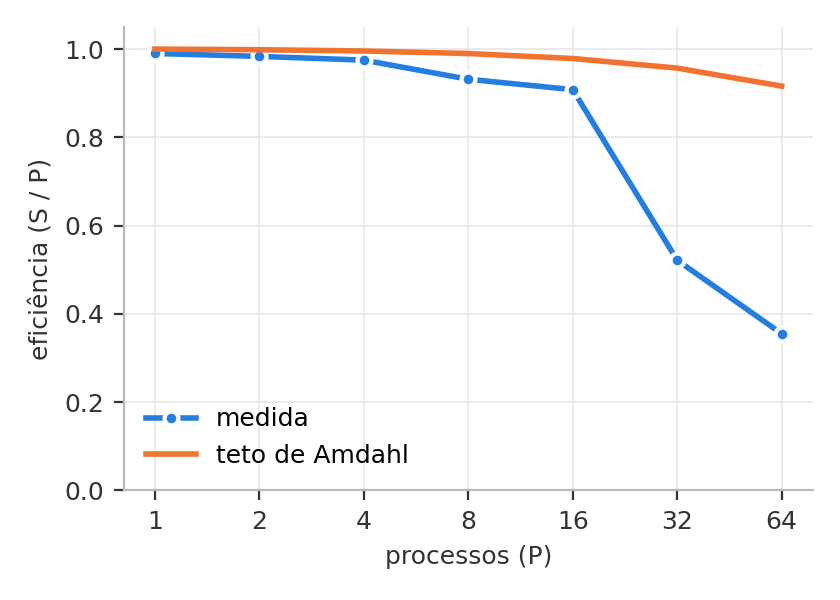 1.0
0.8
0.6
0.4
0.2
0.0
eficiência (S / P)
medida
teto de Amdahl
1 2 4 8 16 32 64
processos (P)